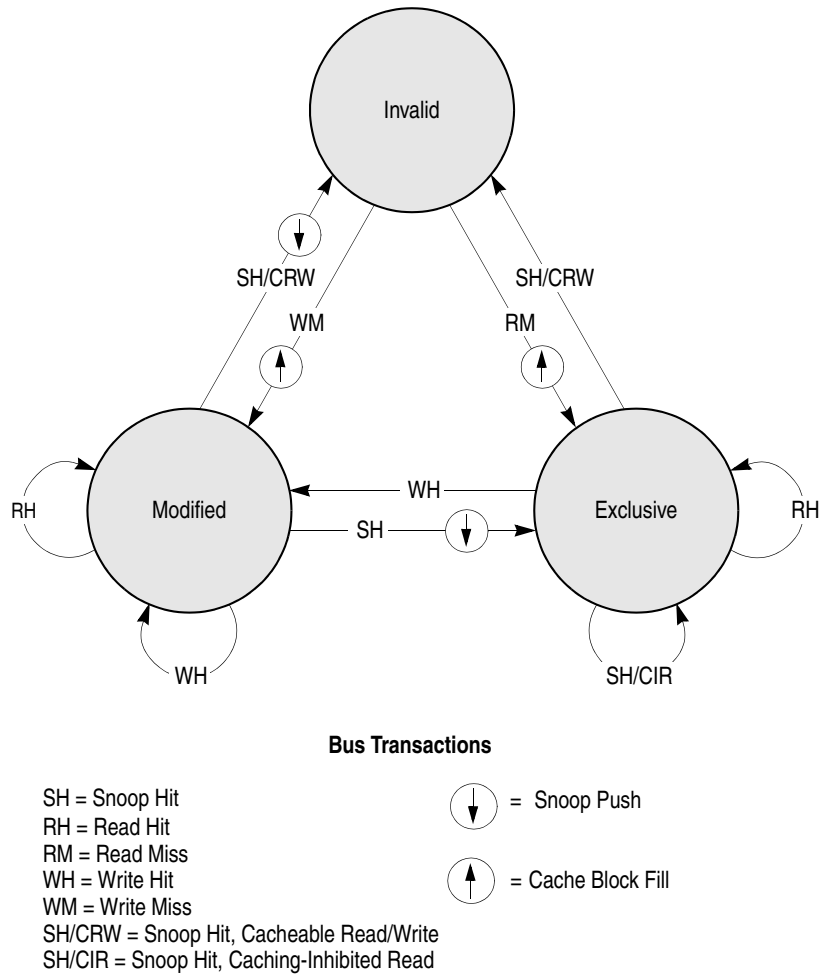 Invalid
SH/CRW
SH/CRW
WM
RM
WH
RH
Modified
Exclusive
RH
SH
WH
SH/CIR
Bus Transactions
SH = Snoop Hit
RH = Read Hit
RM = Read Miss
WH = Write Hit
WM = Write Miss
SH/CRW = Snoop Hit, Cacheable Read/Write
SH/CIR = Snoop Hit, Caching-Inhibited Read
= Snoop Push
= Cache Block Fill